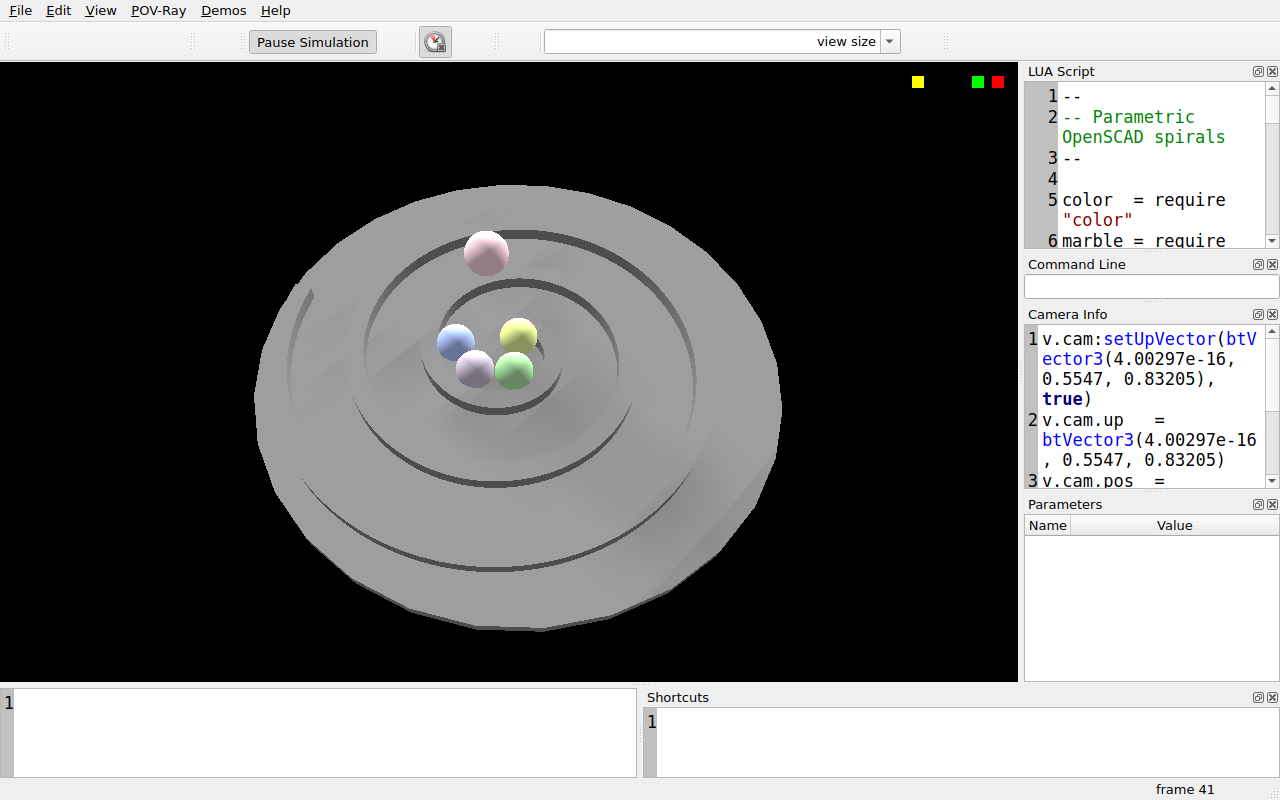 File Edit View POV-Ray Demos Help
Pause Simulation
view size
LUA Script
1 --
2 -- Parametric
OpenSCAD spirals
3 --
4
5 color  = require
"color"
6 marble = require
Command Line
Camera Info
1 v.cam:setUpVector(btV
ector3(4.00297e-16,
0.5547, 0.83205),
true)
2 v.cam.up   =
btVector3(4.00297e-16
, 0.5547, 0.83205)
3 v.cam.pos  =
Parameters
Name Value
1
Shortcuts
1
frame 41